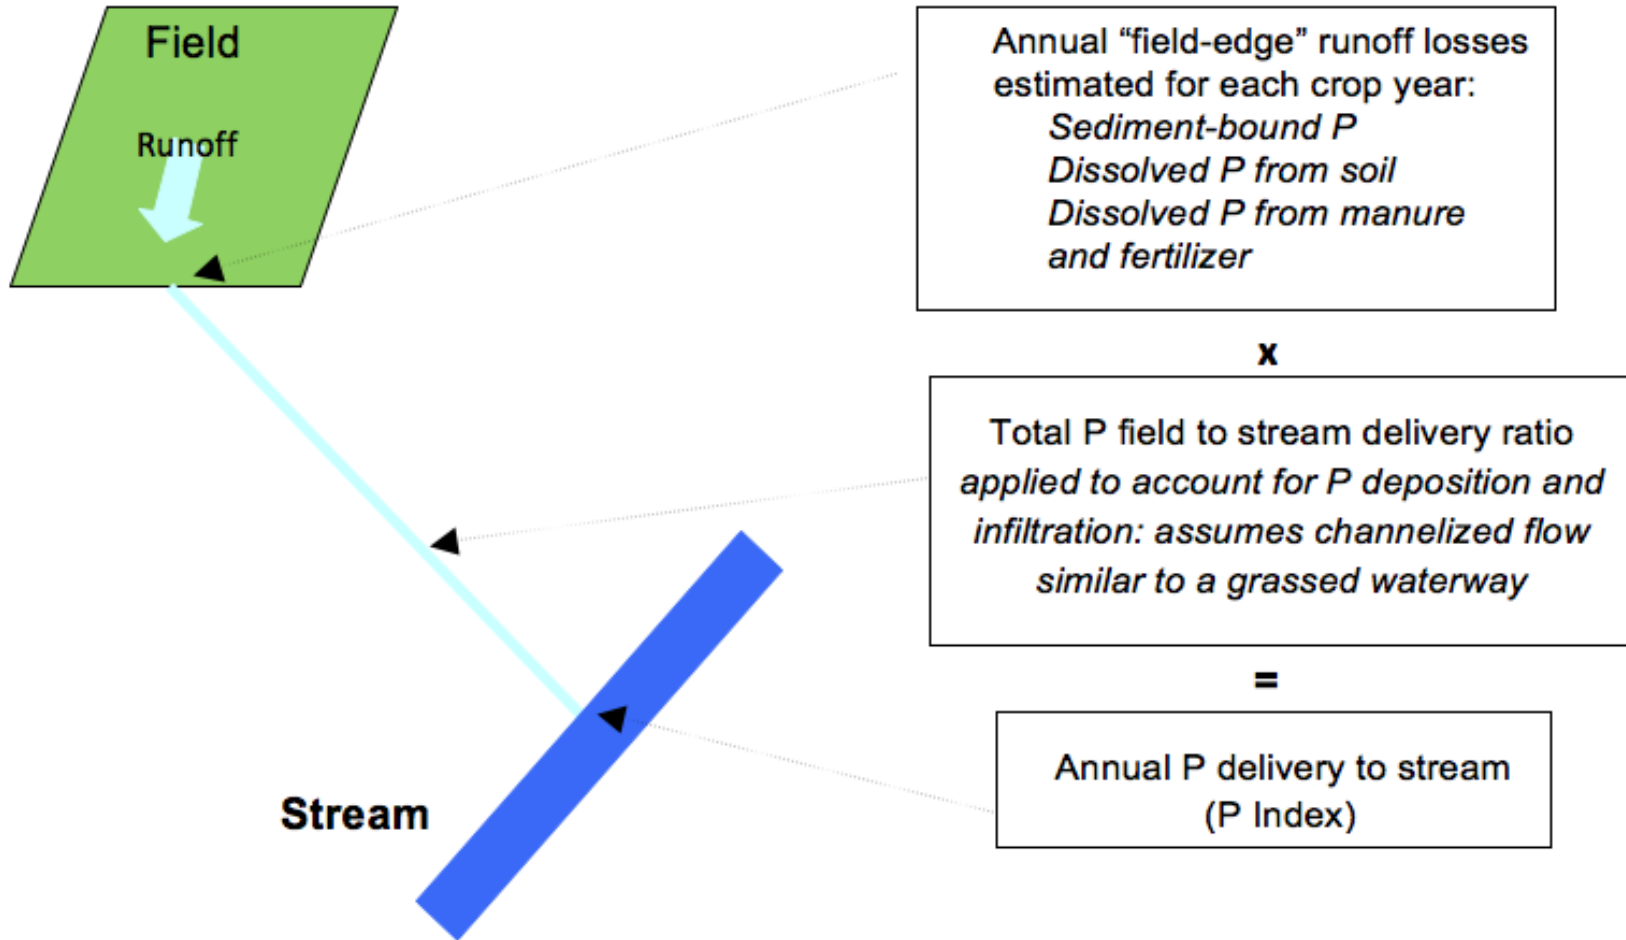 Field
Runoff
Annual “field-edge” runoff losses
estimated for each crop year:
Sediment-bound P
Dissolved P from soil
Dissolved P from manure
and fertilizer
x
Total P field to stream delivery ratio
applied to account for P deposition and
infiltration: assumes channelized flow
similar to a grassed waterway
=
Annual P delivery to stream
(P Index)
Stream